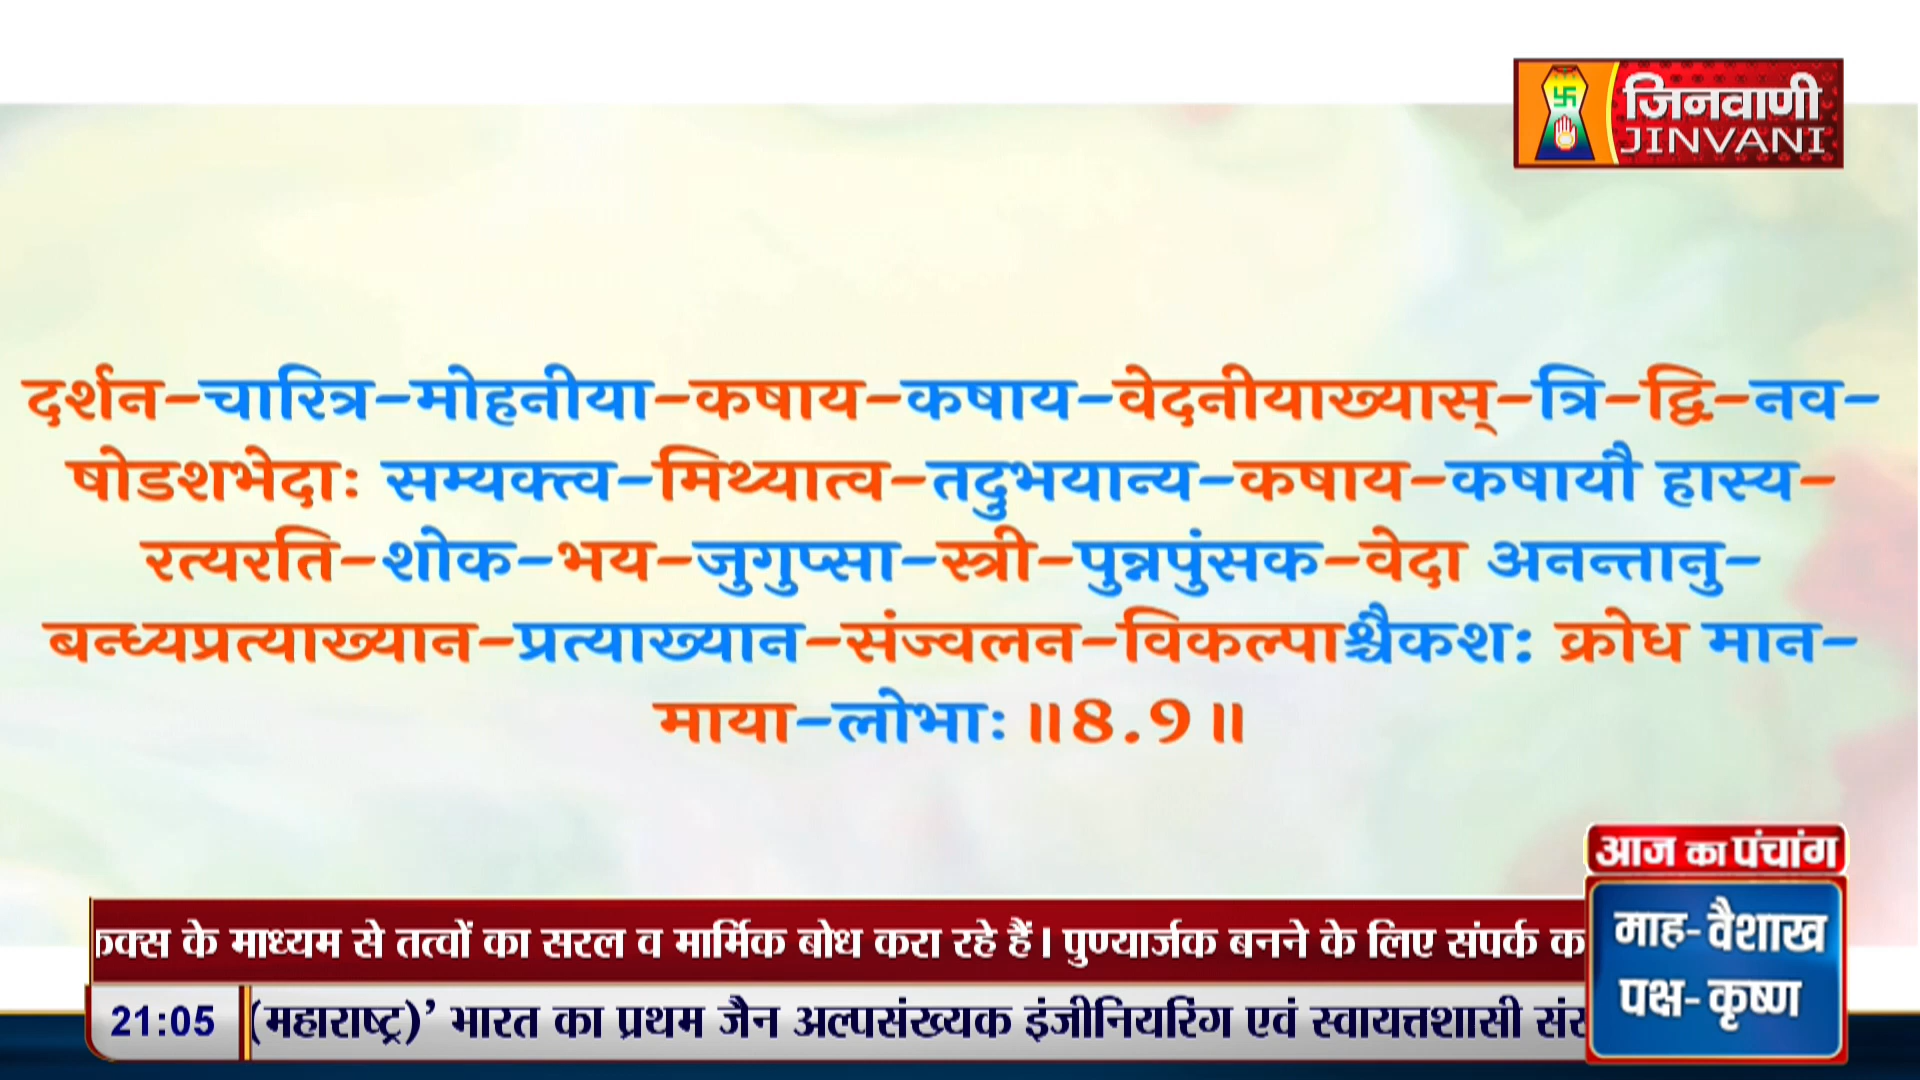 जिनवाणी
JINVANI
दर्शन-चारित्र-मोहनीया-कषाय-कषाय-वेदनीयाख्यास्-त्रि-द्वि-नव-
षोडशभेदाः सम्यक्त्व-मिथ्यात्व-तदुभयान्य-कषाय-कषायौ हास्य-
रत्यरति-शोक-भय-जुगुप्सा-स्त्री-पुन्नपुंसक-वेदा अनन्तानु-
बन्ध्यप्रत्याख्यान-प्रत्याख्यान-संज्वलन-विकल्पाश्चैकशः क्रोध मान-
माया-लोभाः ॥8.9॥
आज का पंचांग
माह- वैशाख
पक्ष- कृष्ण
के माध्यम से तत्वों का सरल व मार्मिक बोध करा रहे हैं। पुण्यार्जक बनने के लिए संपर्क
21:05
(महाराष्ट्र)’ भारत का प्रथम जैन अल्पसंख्यक इंजीनियरिंग एवं स्वायत्तशासी